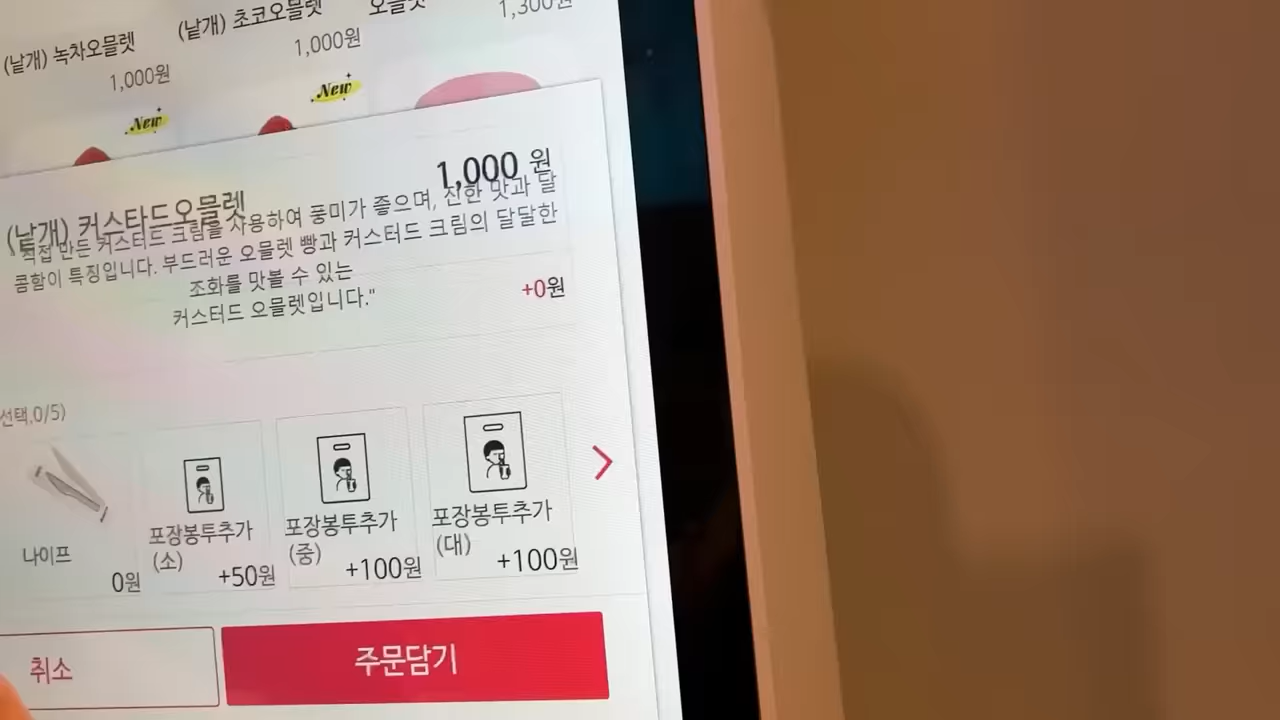 (낱개) 녹차오믈렛
1,000원
(낱개) 초코오믈렛
1,000원
오믈렛
1,300원
New
New
(낱개) 커스타드오믈렛
1,000 원
직접 만든 커스터드 크림을 사용하여 풍미가 좋으며, 진한 맛과 달
콤함이 특징입니다. 부드러운 오믈렛 빵과 커스터드 크림의 달달한
조화를 맛볼 수 있는
커스터드 오믈렛입니다."
+0원
선택,0/5)
나이프
0원
포장봉투추가
(소)
+50원
포장봉투추가
(중)
+100원
포장봉투추가
(대)
+100원
취소
주문담기